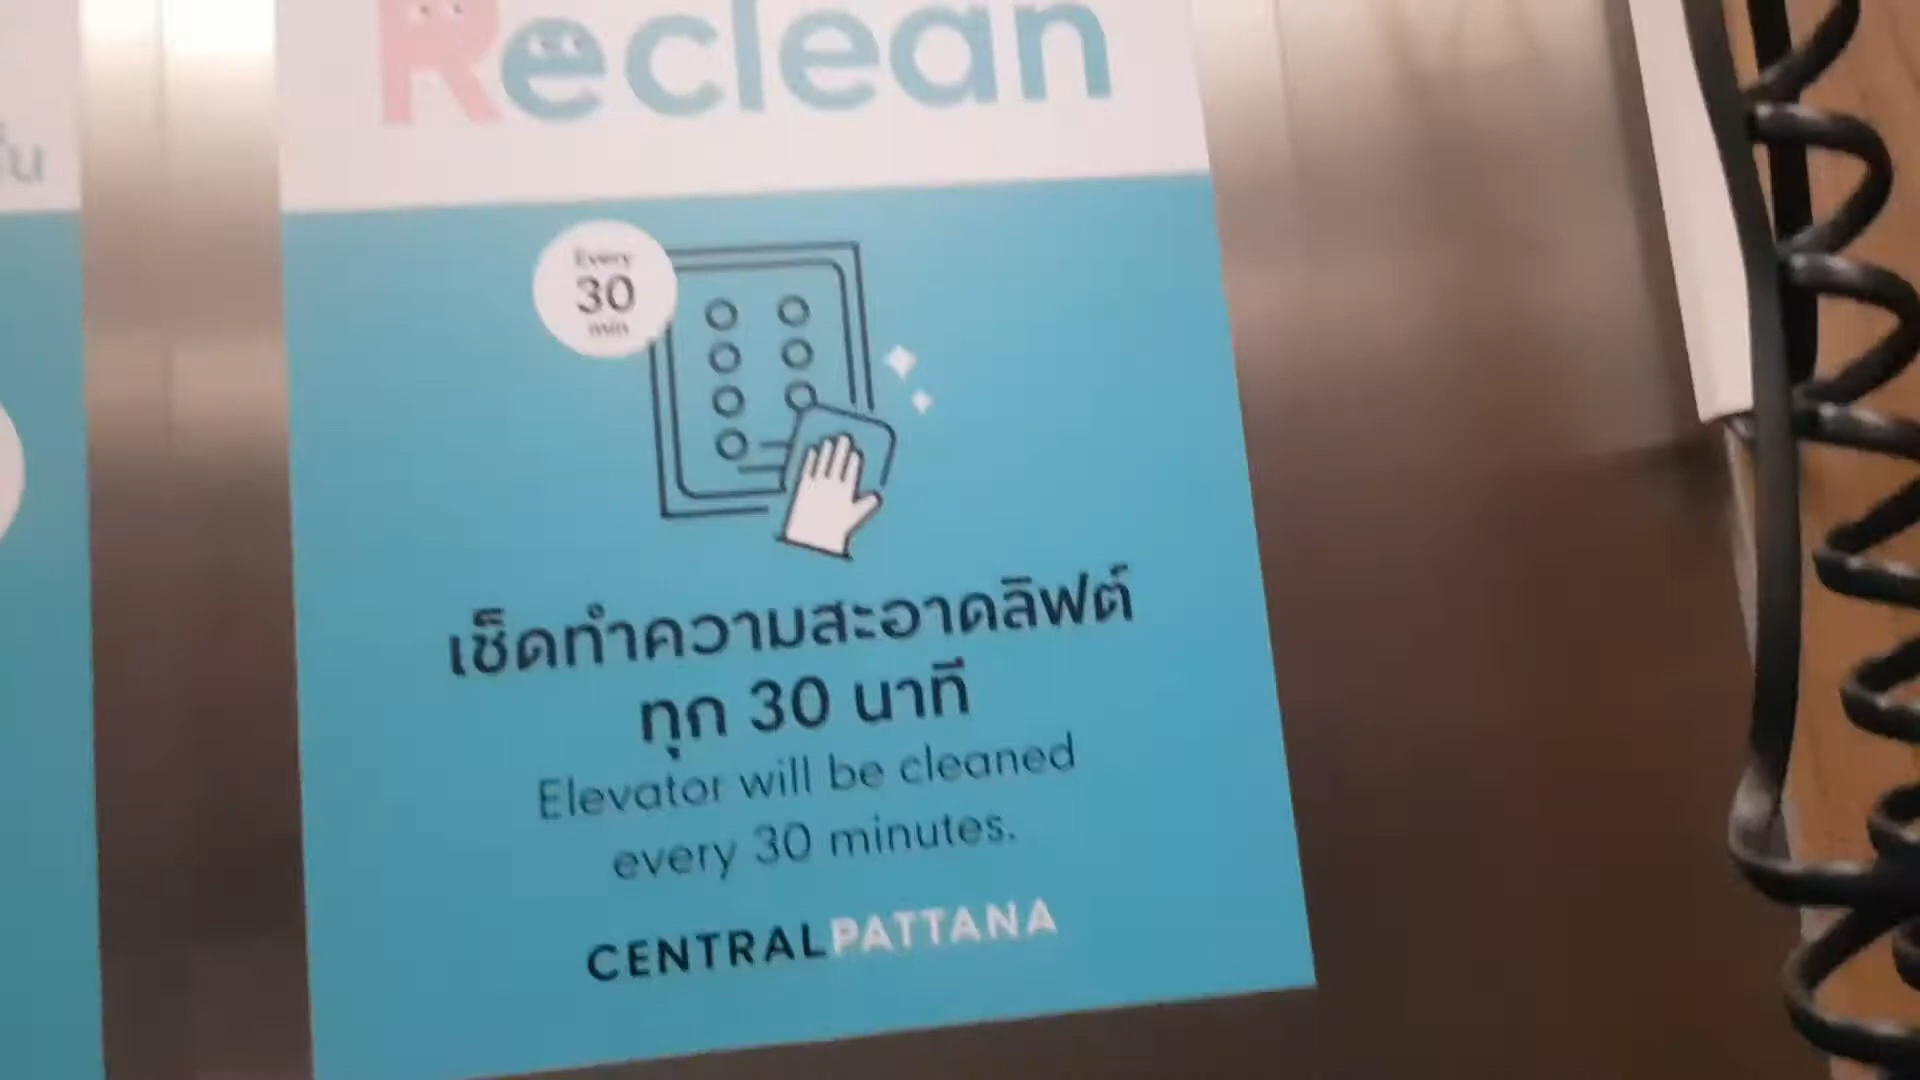 Reclean
Every
30
min
เช็ดทำความสะอาดลิฟต์
ทุก 30 นาที
Elevator will be cleaned
every 30 minutes.
CENTRALPATTANA